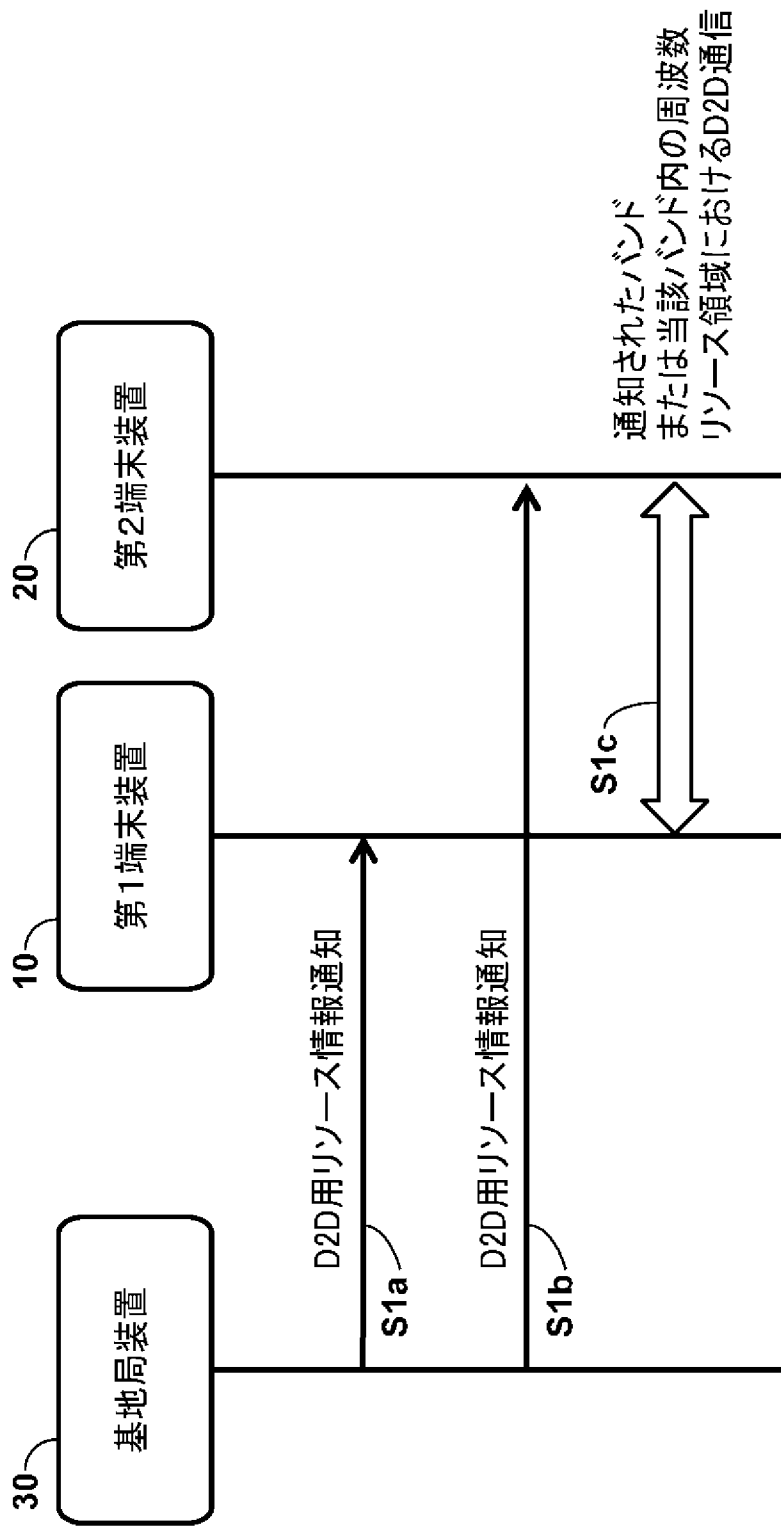 30
基地局装置
10
第1端末装置
20
第2端末装置
D2D用リソース情報通知
S1a
D2D用リソース情報通知
S1b
S1c
通知されたバンド
または当該バンド内の周波数
リソース領域におけるD2D通信